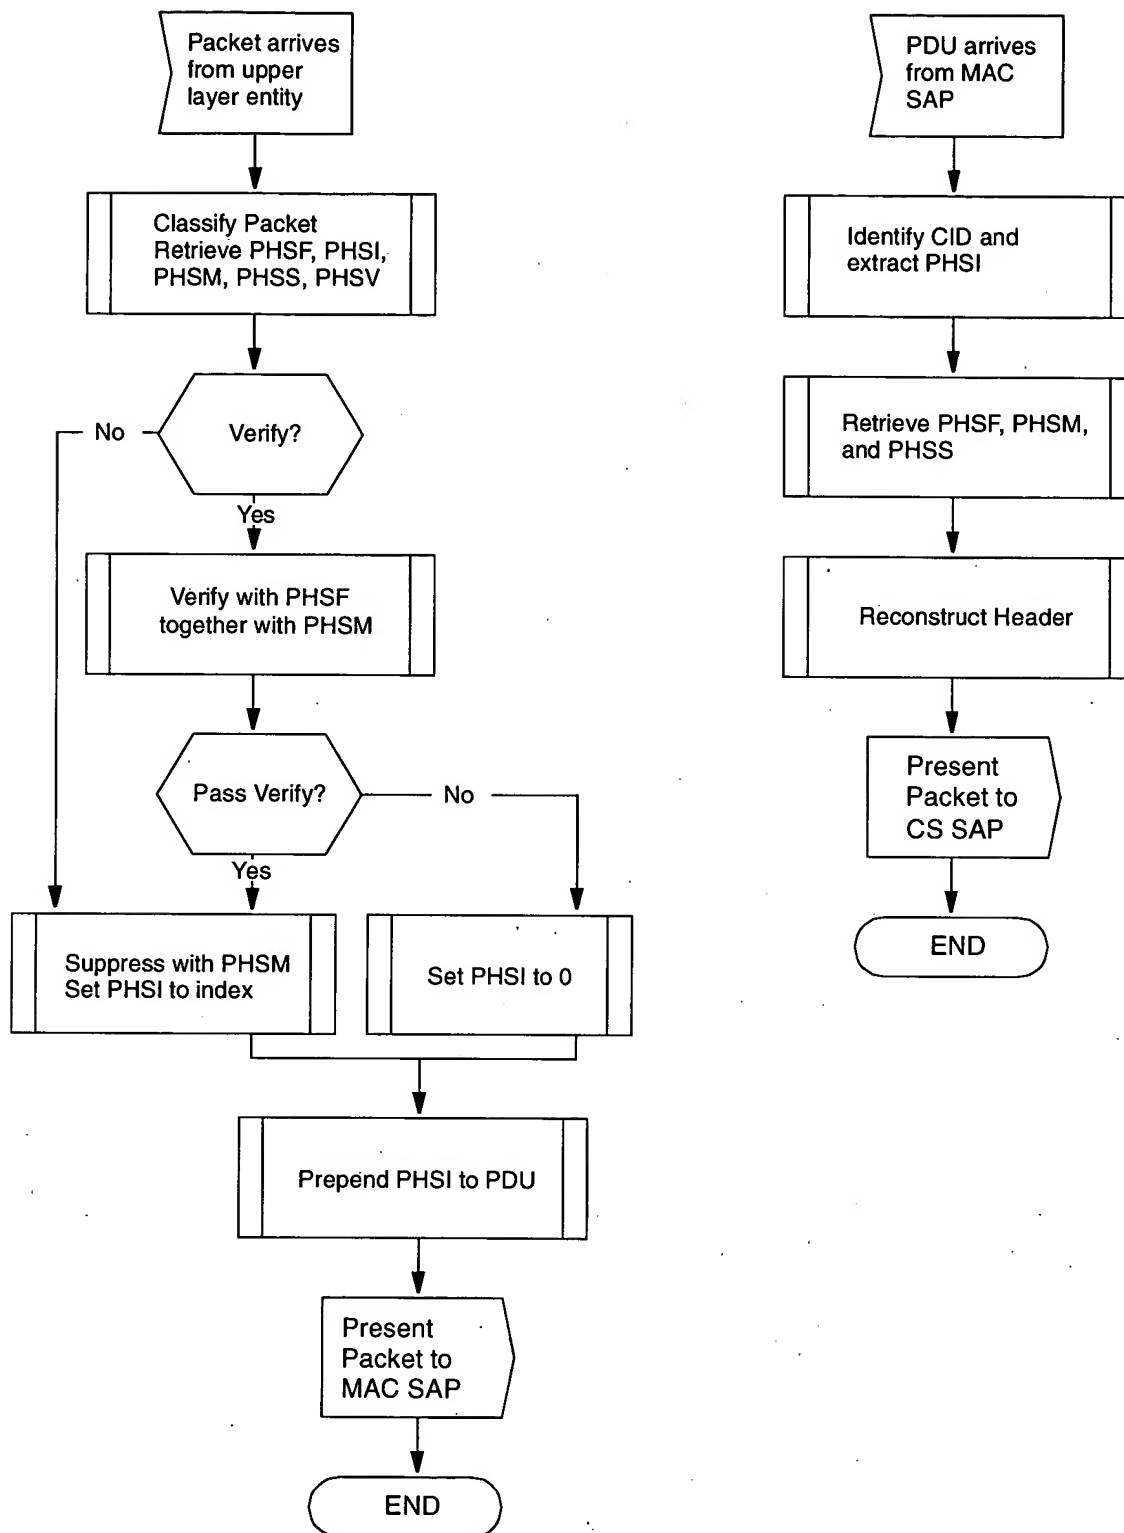 Packet arrives
from upper
layer entity
Classify Packet
Retrieve PHSF, PHSI,
PHSM, PHSS, PHSV
Verify?
No
Yes
Verify with PHSF
together with PHSM
Pass Verify?
No
Yes
Suppress with PHSM
Set PHSI to index
Set PHSI to 0
Prepend PHSI to PDU
Present
Packet to
MAC SAP
END
PDU arrives
from MAC
SAP
Identify CID and
extract PHSI
Retrieve PHSF, PHSM,
and PHSS
Reconstruct Header
Present
Packet to
CS SAP
END